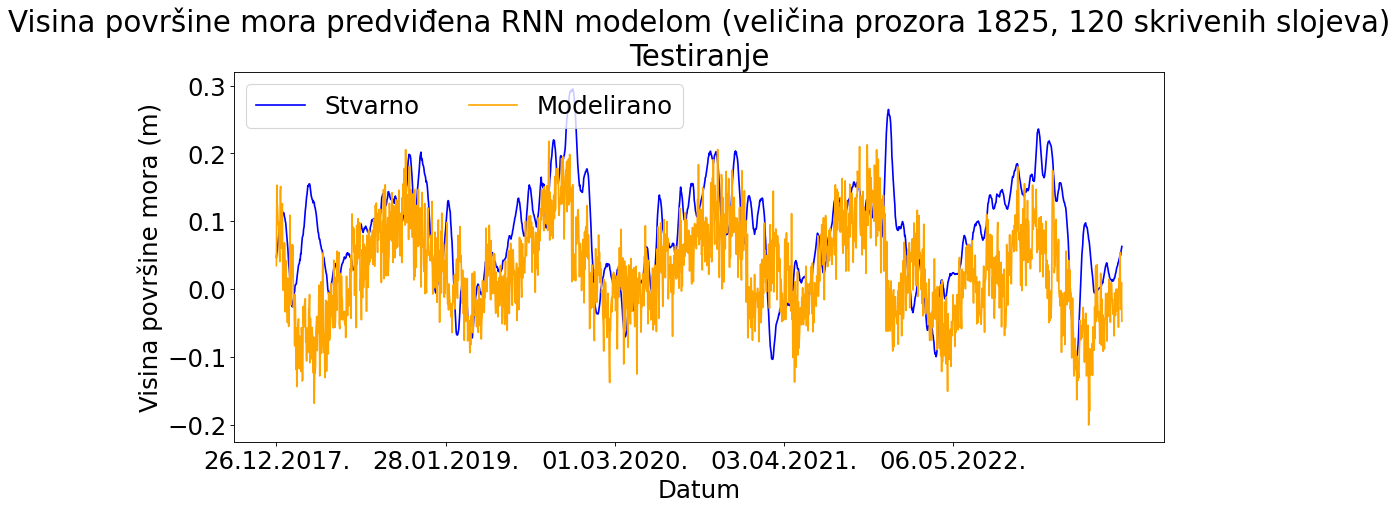 Visina površine mora predviđena RNN modelom (veličina prozora 1825, 120 skrivenih slojeva)
Testiranje
Stvarno Modelirano
Visina površine mora (m)
0.3
0.2
0.1
0.0
−0.1
−0.2
26.12.2017. 28.01.2019. 01.03.2020. 03.04.2021. 06.05.2022.
Datum